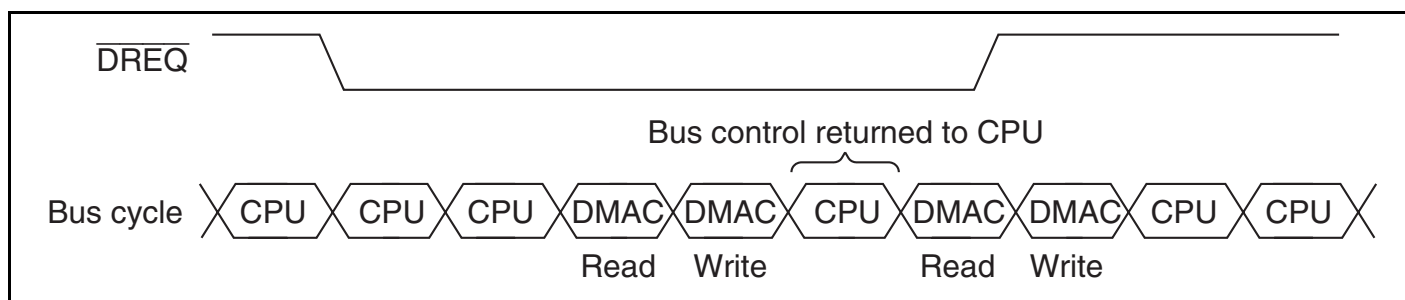 DREQ
Bus control returned to CPU
Bus cycle CPU CPU CPU DMAC DMAC CPU DMAC DMAC CPU CPU
Read Write Read Write